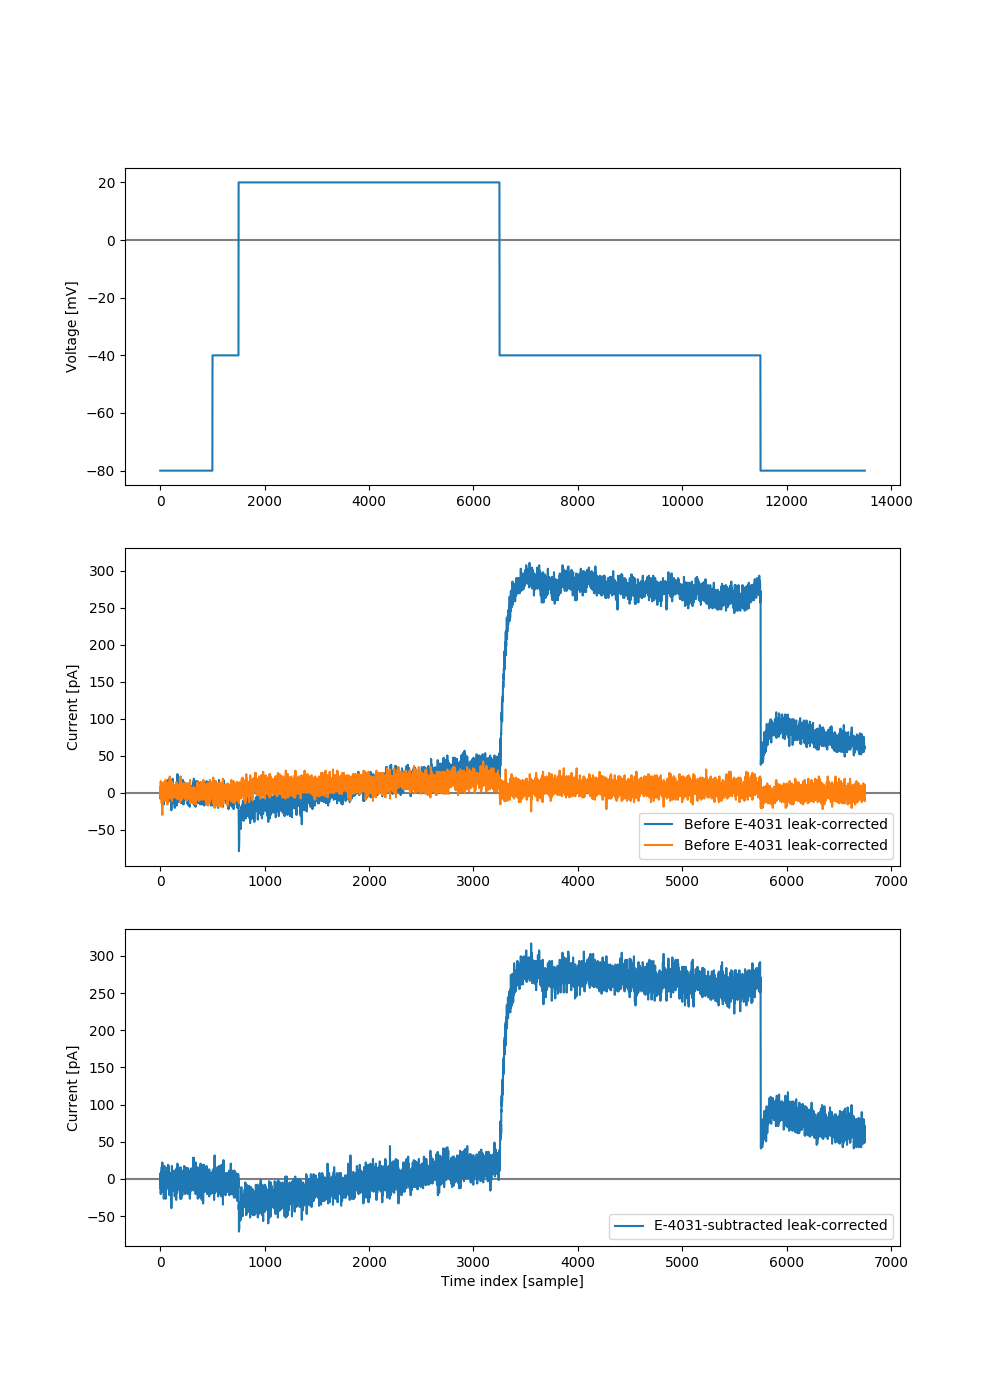 20
0
−20
−40
−60
−80
Voltage [mV]
0 2000 4000 6000 8000 10000 12000 14000
300
250
200
150
100
50
0
−50
Current [pA]
Before E-4031 leak-corrected
Before E-4031 leak-corrected
0 1000 2000 3000 4000 5000 6000 7000
300
250
200
150
100
50
0
−50
Current [pA]
E-4031-subtracted leak-corrected
0 1000 2000 3000 4000 5000 6000 7000
Time index [sample]